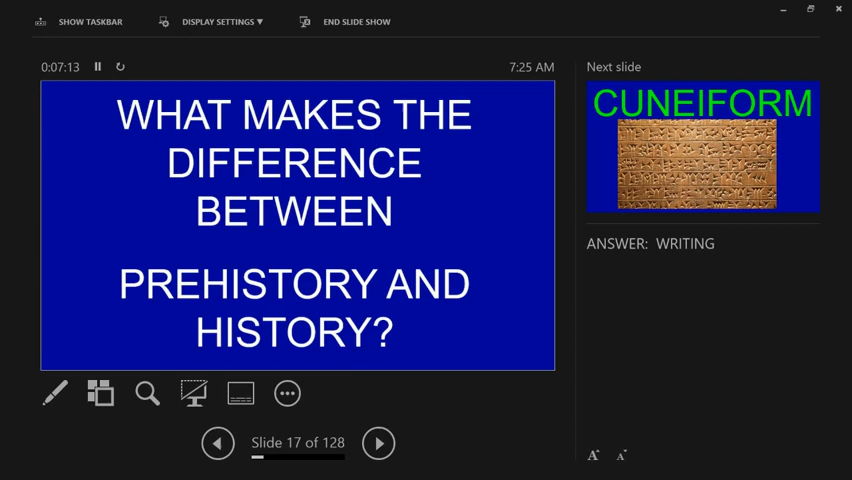 SHOW TASKBAR
DISPLAY SETTINGS ▼
END SLIDE SHOW
0:07:13
7:25 AM
WHAT MAKES THE
DIFFERENCE
BETWEEN
PREHISTORY AND
HISTORY?
Next slide
CUNEIFORM
ANSWER: WRITING
Slide 17 of 128
A
A